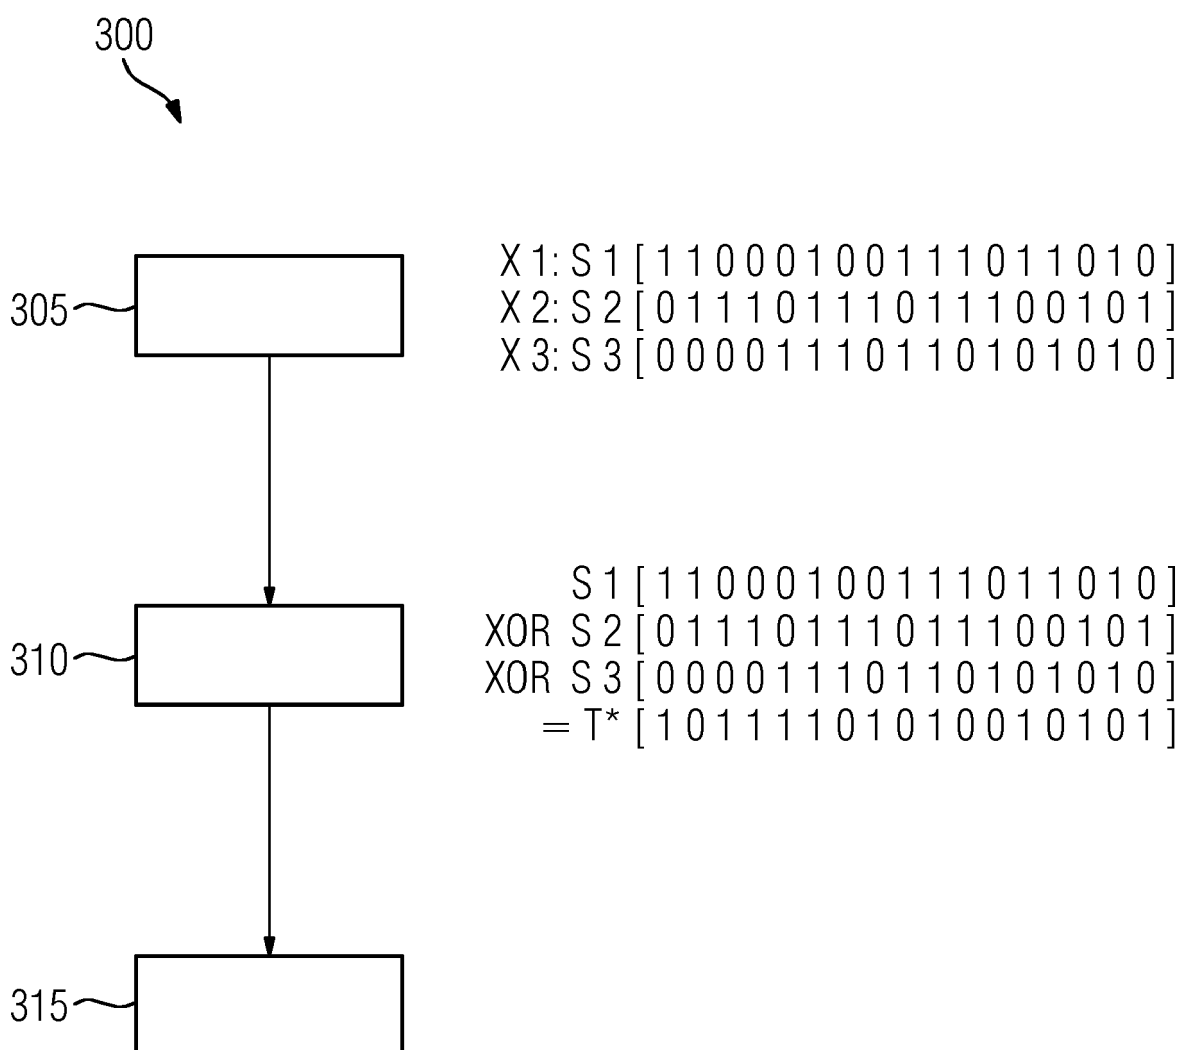 300
305
X 1: S 1 [ 1 1 0 0 0 1 0 0 1 1 1 0 1 1 0 1 0 ]
X 2: S 2 [ 0 1 1 1 0 1 1 1 0 1 1 1 0 0 1 0 1 ]
X 3: S 3 [ 0 0 0 0 1 1 1 0 1 1 0 1 0 1 0 1 0 ]
310
S 1 [ 1 1 0 0 0 1 0 0 1 1 1 0 1 1 0 1 0 ]
XOR S 2 [ 0 1 1 1 0 1 1 1 0 1 1 1 0 0 1 0 1 ]
XOR S 3 [ 0 0 0 0 1 1 1 0 1 1 0 1 0 1 0 1 0 ]
= T* [ 1 0 1 1 1 1 0 1 0 1 0 0 1 0 1 0 1 ]
315